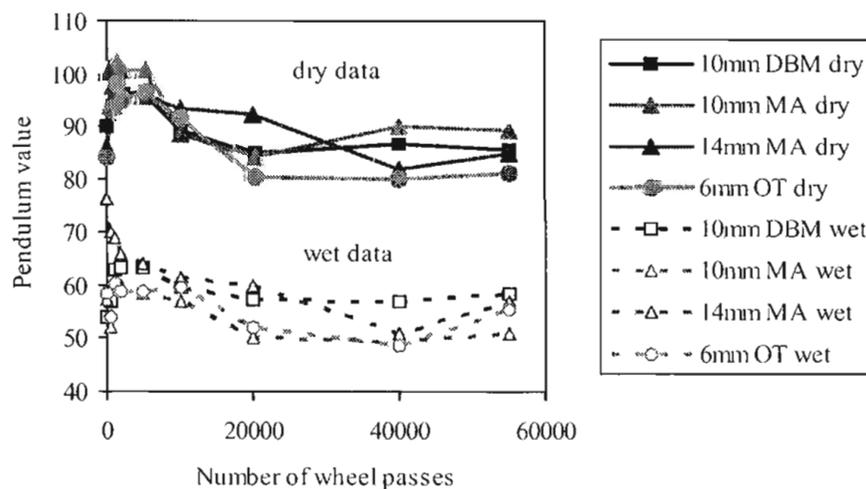 110
100
90
80
70
60
50
40
Pendulum value
dry data
wet data
0 20000 40000 60000
Number of wheel passes
10mm DBM dry
10mm MA dry
14mm MA dry
6mm OT dry
10mm DBM wet
10mm MA wet
14mm MA wet
6mm OT wet